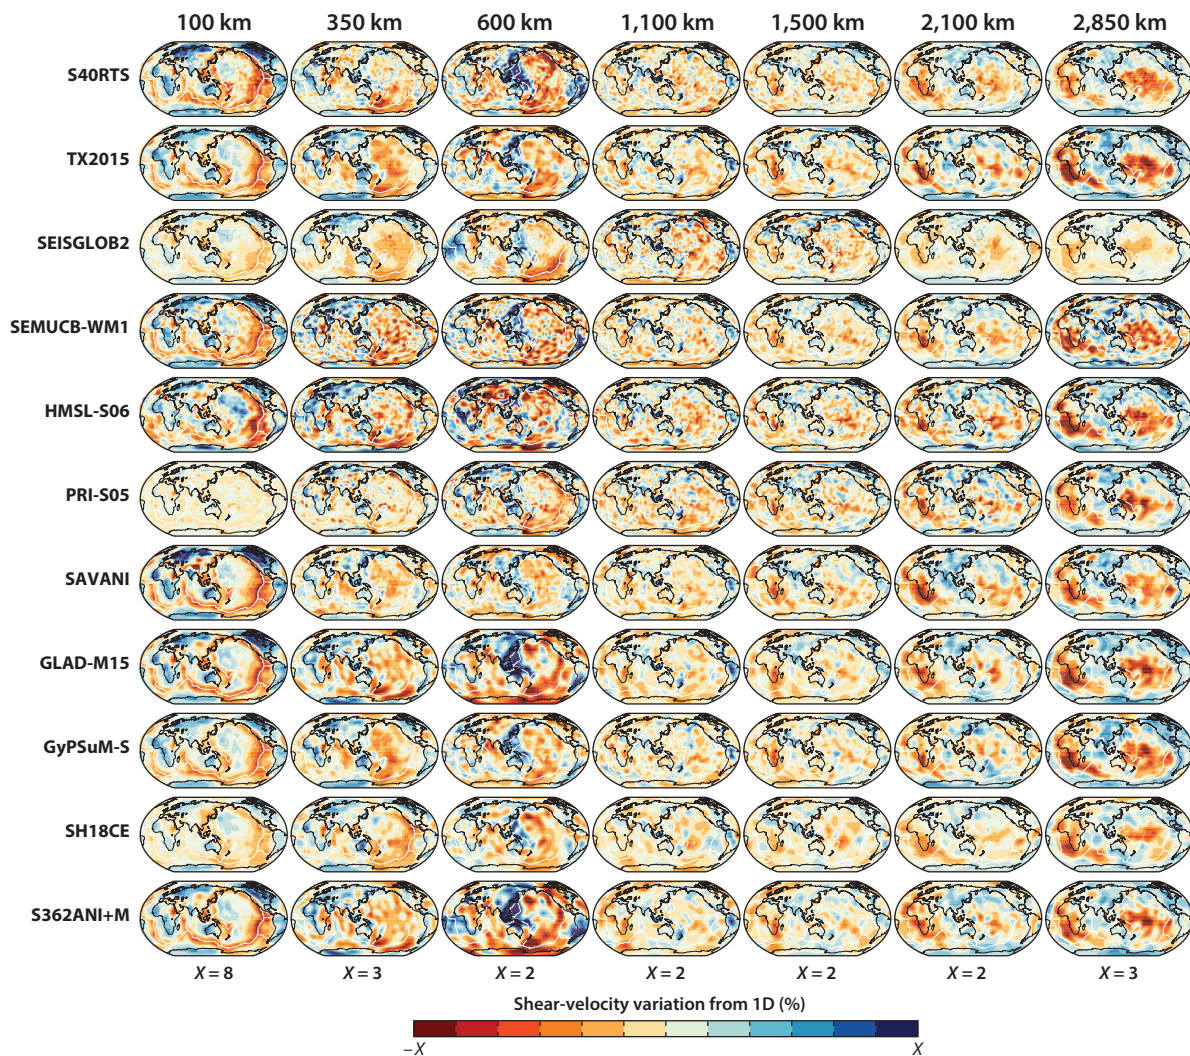 100 km 350 km 600 km 1,100 km 1,500 km 2,100 km 2,850 km
S40RTS
TX2015
SEISGLOB2
SEMUCB-WM1
HMSL-S06
PRI-S05
SAVANI
GLAD-M15
GyPSuM-S
SH18CE
S362ANI+M
X = 8 X = 3 X = 2 X = 2 X = 2 X = 2 X = 3
Shear-velocity variation from 1D (%)
–X X